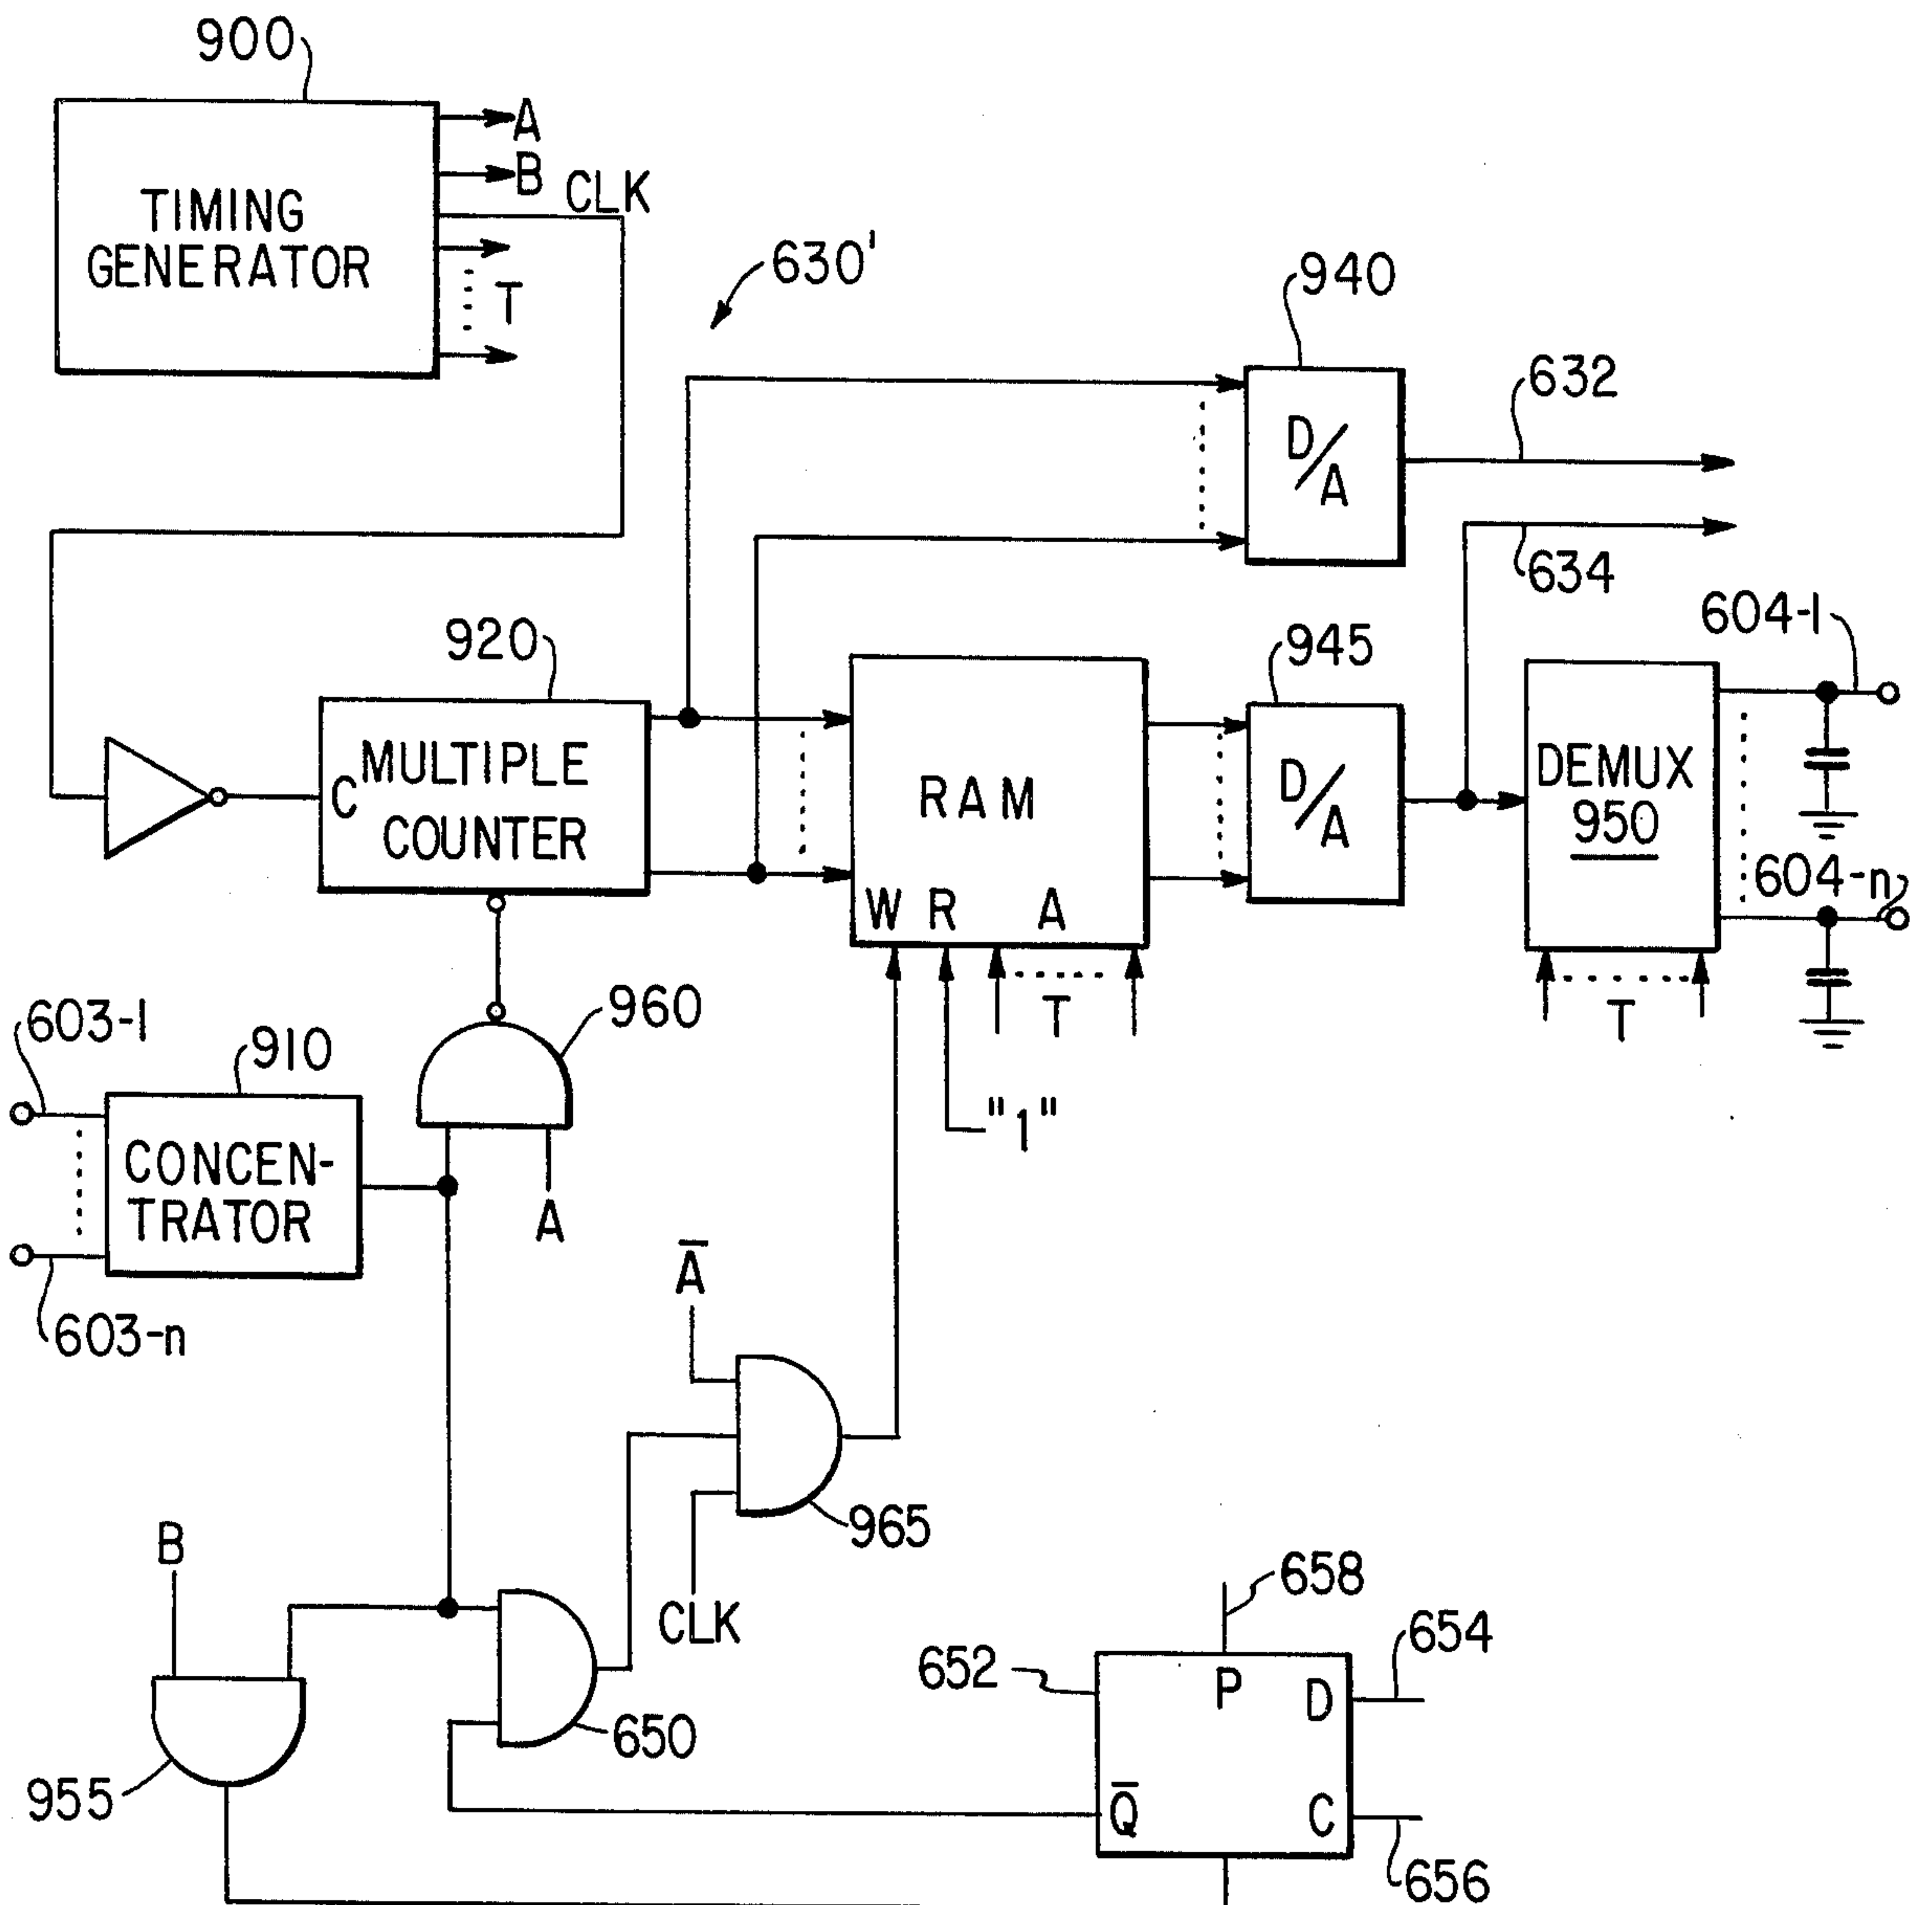 900
A
B
CLK
TIMING
GENERATOR
T
630'
940
D/A
632
634
920
604-1
945
C
MULTIPLE
COUNTER
RAM
D/A
DEMUX
950
604-n
W R A
T
T
603-1
910
960
"1"
CONCEN-
TRATOR
A
603-n
A̅
965
B
CLK
658
654
652
P
D
650
955
Q̅
C
656